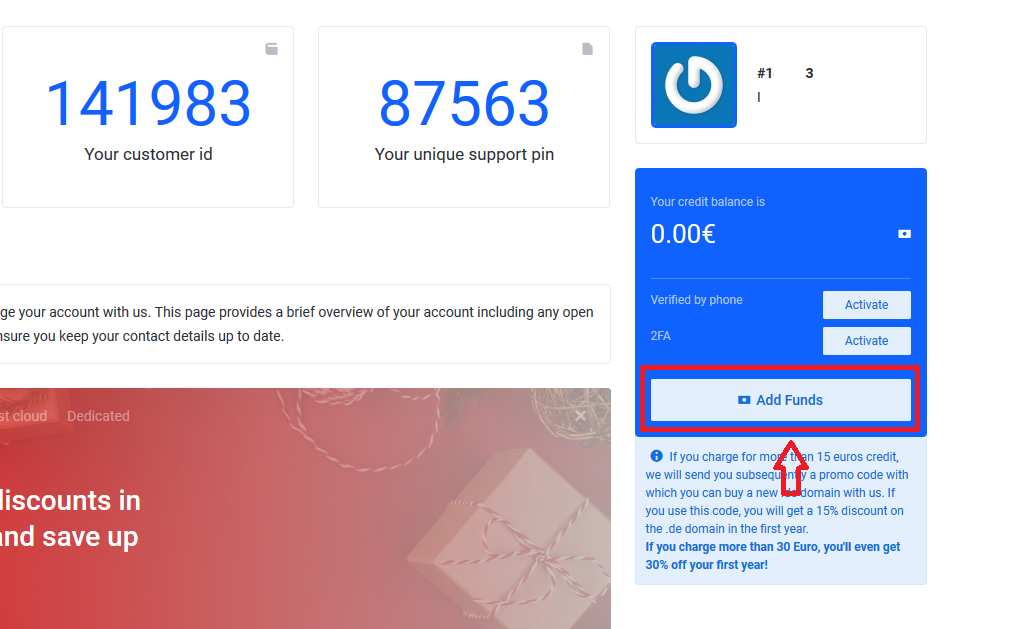 141983
Your customer id
87563
Your unique support pin
#1 3
l
Your credit balance is
0.00€
Verified by phone
Activate
2FA
Activate
Add Funds
If you charge for more than 15 euros credit,
we will send you subsequently a promo code with
which you can buy a new .de domain with us. If
you use this code, you will get a 15% discount on
the .de domain in the first year.
If you charge more than 30 Euro, you'll even get
30% off your first year!
ge your account with us. This page provides a brief overview of your account including any open
nsure you keep your contact details up to date.
st cloud Dedicated
discounts in
and save up